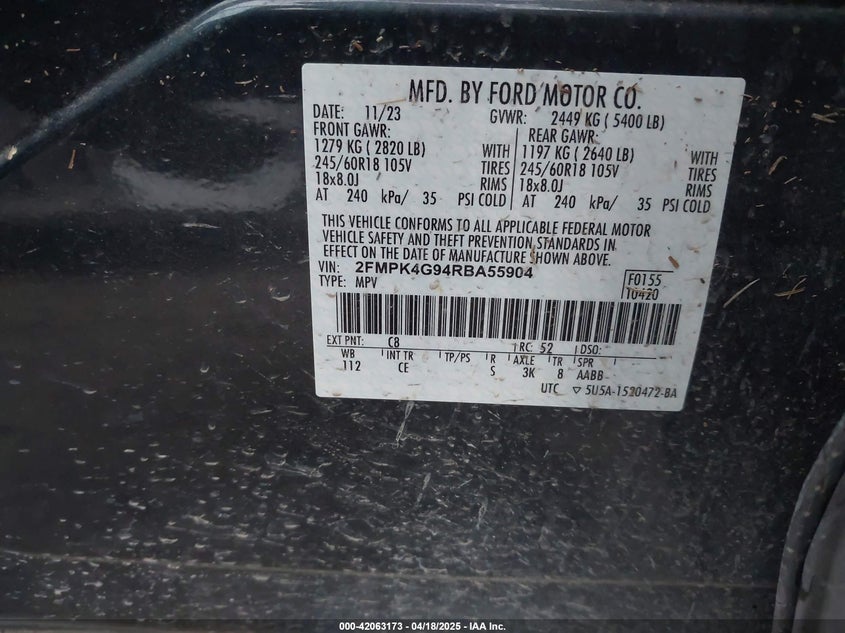 MFD. BY FORD MOTOR CO.
DATE: 11/23 GVWR: 2449 KG ( 5400 LB)
FRONT GAWR: REAR GAWR:
1279 KG ( 2820 LB) WITH 1197 KG ( 2640 LB) WITH
245/60R18 105V TIRES 245/60R18 105V TIRES
18x8.0J RIMS 18x8.0J RIMS
AT 240 kPa/ 35 PSI COLD AT 240 kPa/ 35 PSI COLD
THIS VEHICLE CONFORMS TO ALL APPLICABLE FEDERAL MOTOR
VEHICLE SAFETY AND THEFT PREVENTION STANDARDS IN
EFFECT ON THE DATE OF MANUFACTURE SHOWN ABOVE.
VIN: 2FMPK4G94RBA55904
TYPE: MPV
F0155
10420
EXT PNT: C8 RC: 52 DSO:
WB INT TR TP/PS R AXLE TR SPR
112 CE S 3K 8 AABB
UTC ▽ 5U5A-1520472-BA
000-42063173 - 04/18/2025 - IAA Inc.